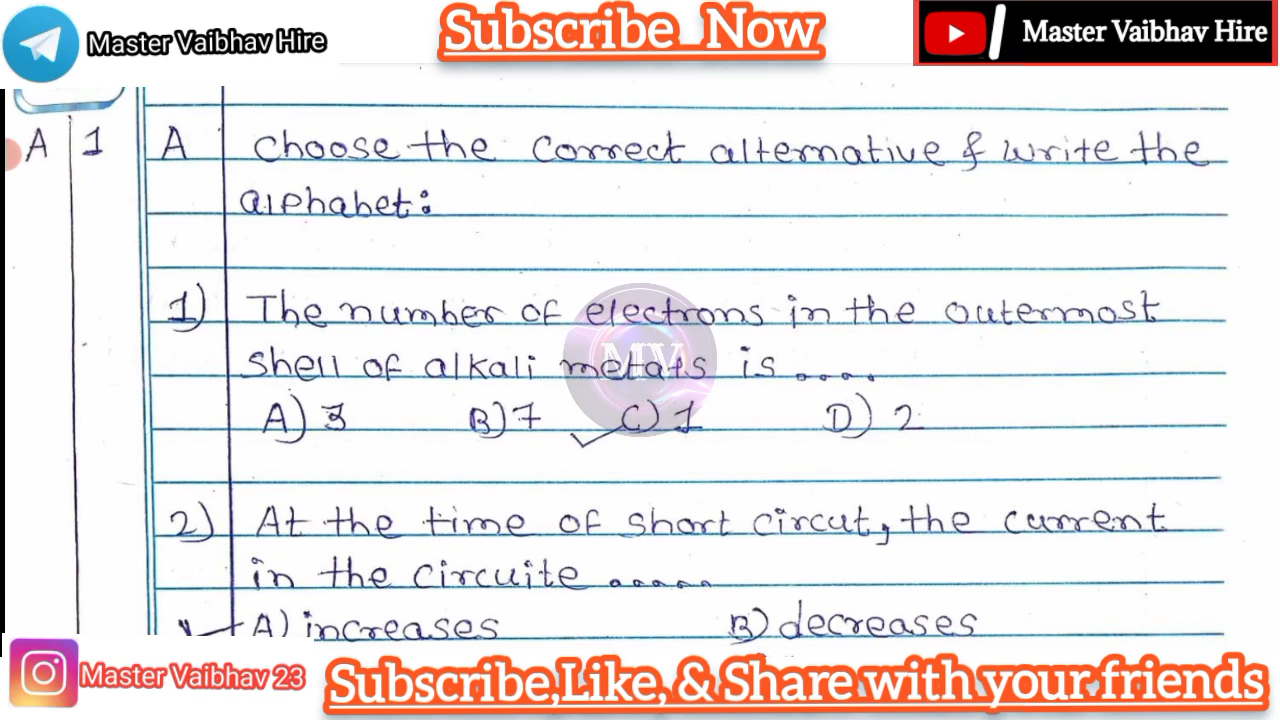 Master Vaibhav Hire
Subscribe Now
Master Vaibhav Hire
A 1 A choose the correct alternative & write the
alphabet:
1) The number of electrons in the outermost
shell of alkali metals is ....
A) 3 B) 7 C) 1 D) 2
MV
2) At the time of short circut, the current
in the circuite .....
A) increases B) decreases
Master Vaibhav 23
Subscribe,Like, & Share with your friends